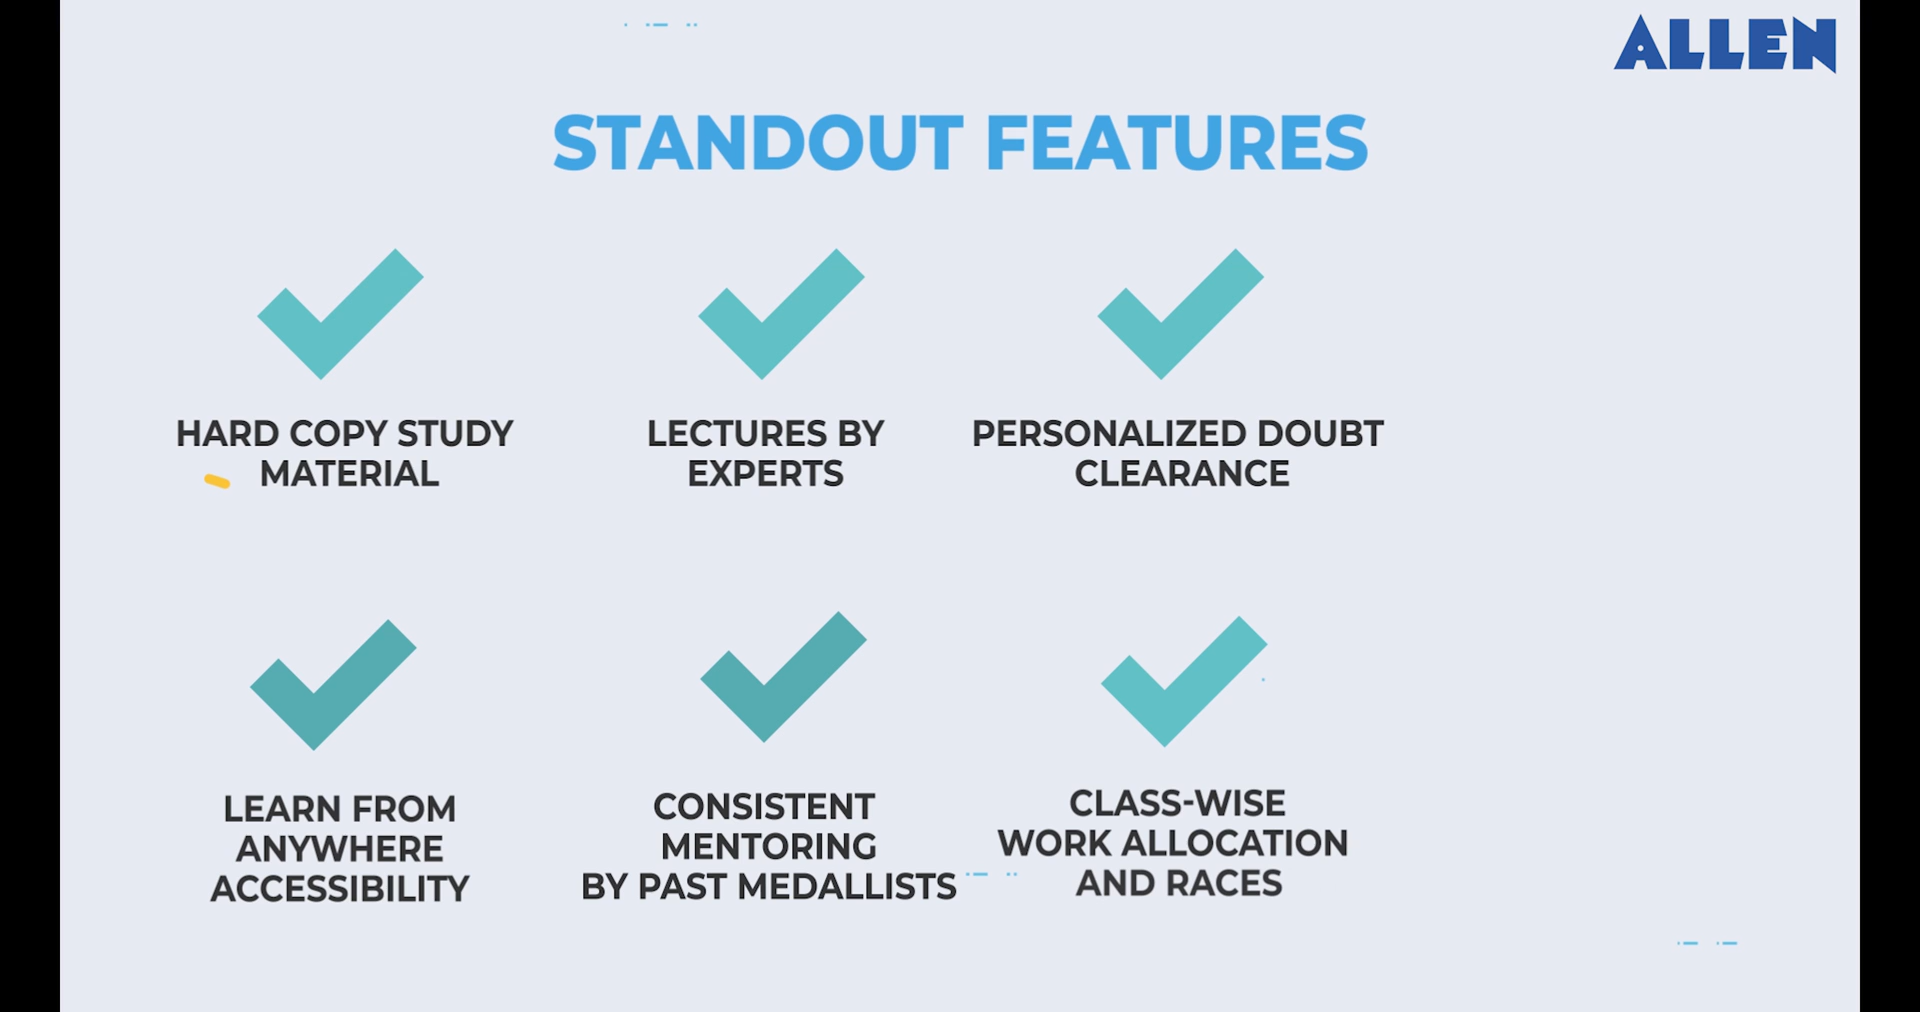 ALLEN
STANDOUT FEATURES
HARD COPY STUDY
MATERIAL
LECTURES BY
EXPERTS
PERSONALIZED DOUBT
CLEARANCE
LEARN FROM
ANYWHERE
ACCESSIBILITY
CONSISTENT
MENTORING
BY PAST MEDALLISTS
CLASS-WISE
WORK ALLOCATION
AND RACES